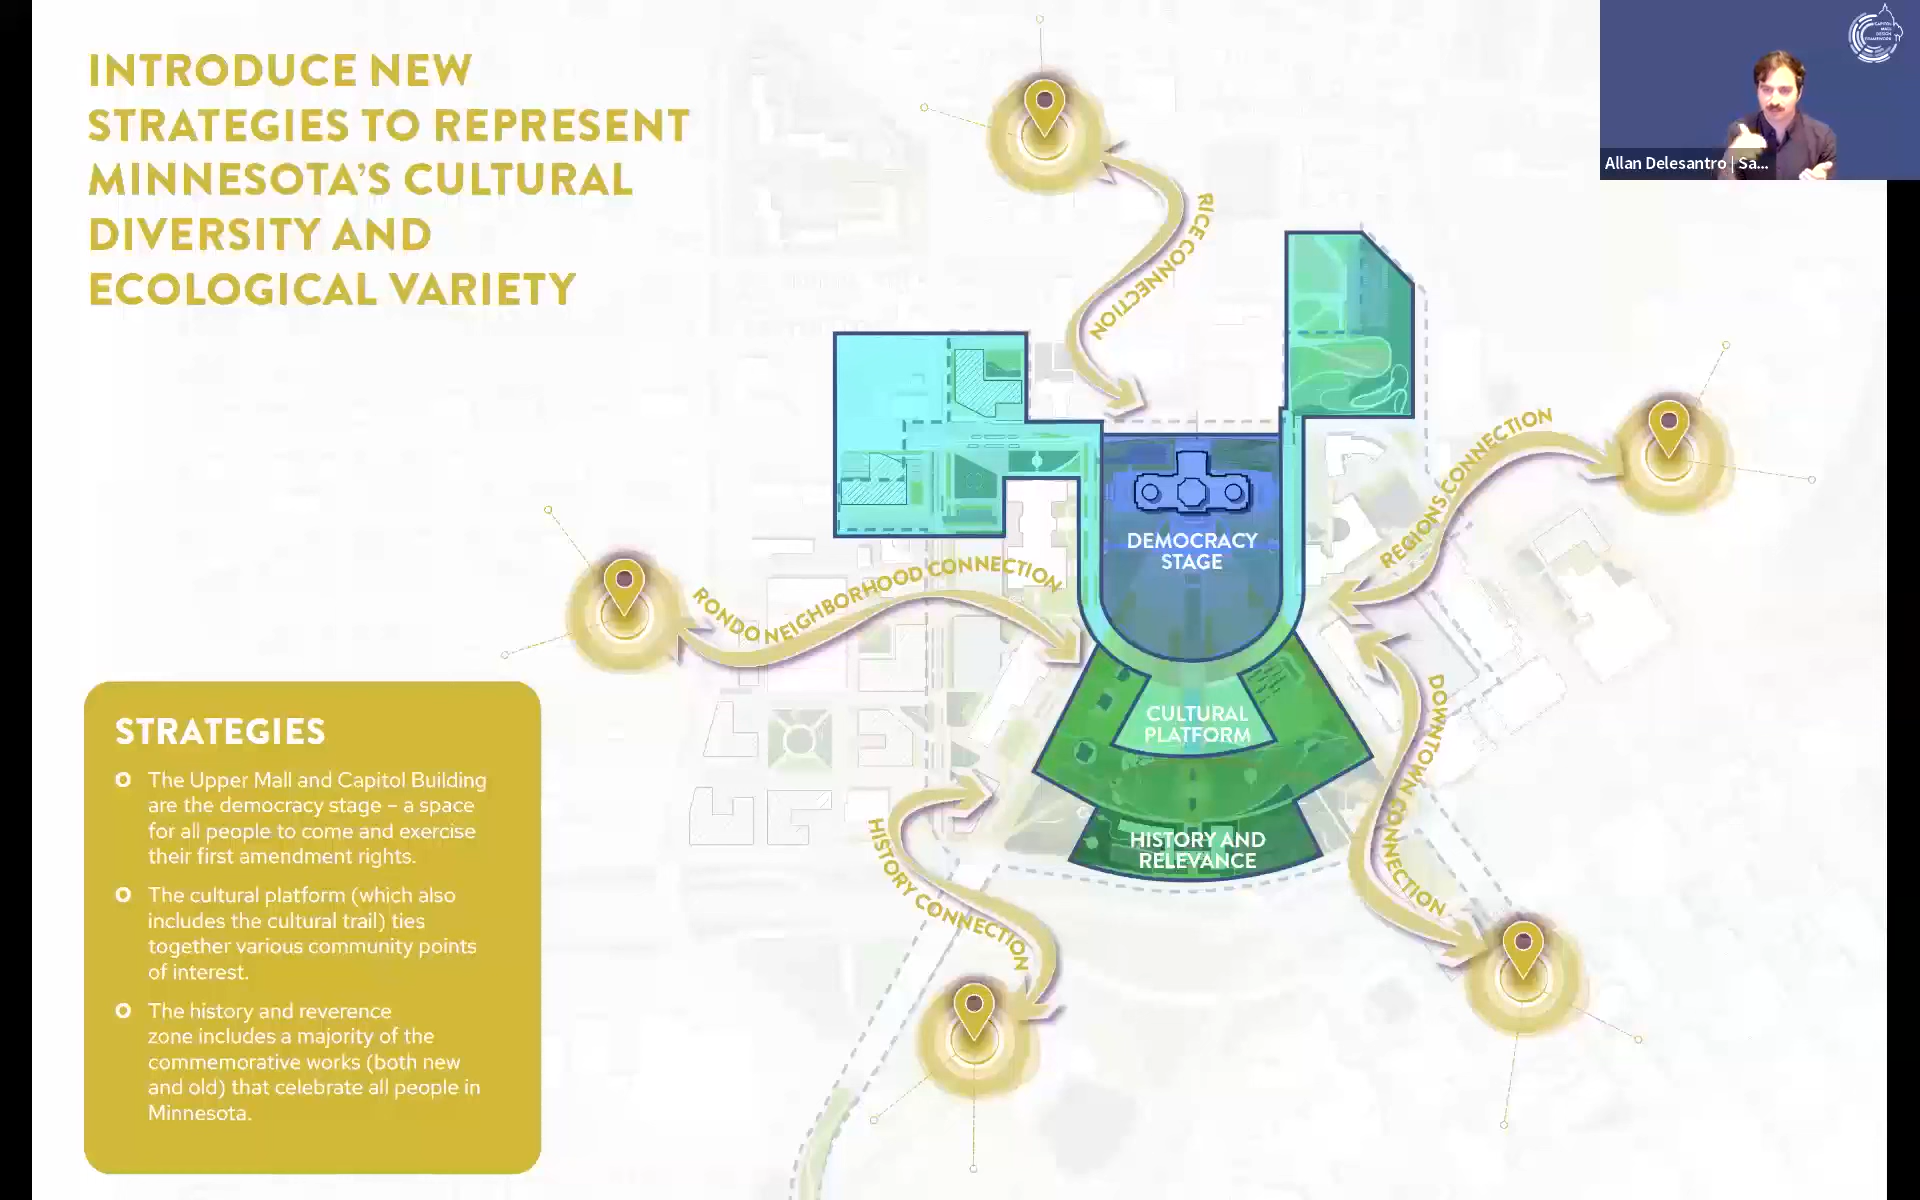 INTRODUCE NEW
STRATEGIES TO REPRESENT
MINNESOTA'S CULTURAL
DIVERSITY AND
ECOLOGICAL VARIETY
CAPITOL
MALL
DESIGN
FRAMEWORK
Allan Delesantro | Sa...
RICE CONNECTION
REGIONS CONNECTION
DEMOCRACY
STAGE
RONDO NEIGHBORHOOD CONNECTION
CULTURAL
PLATFORM
DOWNTOWN CONNECTION
HISTORY AND
RELEVANCE
HISTORY CONNECTION
STRATEGIES
The Upper Mall and Capitol Building
are the democracy stage – a space
for all people to come and exercise
their first amendment rights.
The cultural platform (which also
includes the cultural trail) ties
together various community points
of interest.
The history and reverence
zone includes a majority of the
commemorative works (both new
and old) that celebrate all people in
Minnesota.